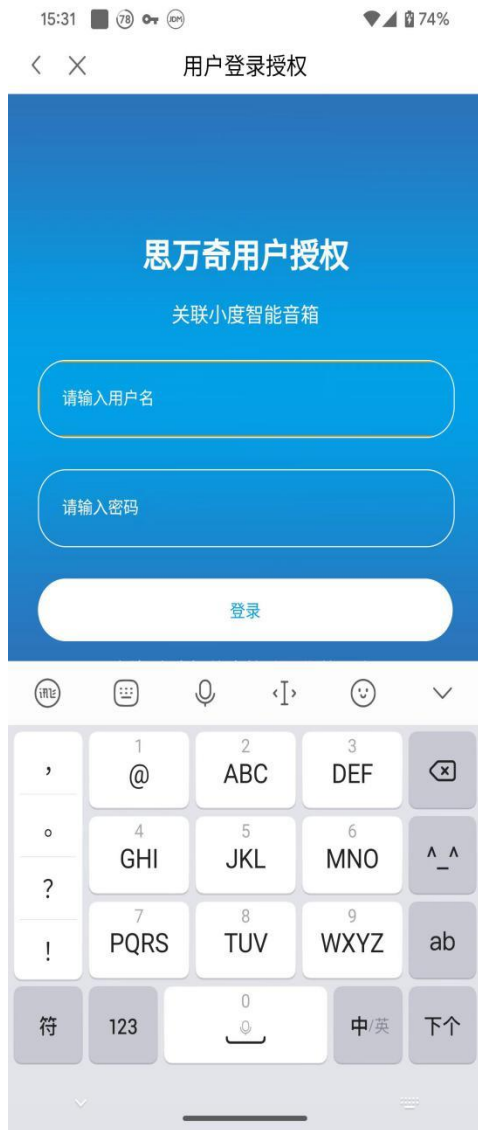 15:31 78 JDM 74%
用户登录授权
思万奇用户授权
关联小度智能音箱
请输入用户名
请输入密码
登录
iFLY
，
1
@
2
ABC
3
DEF
。
4
GHI
5
JKL
6
MNO
^_^
？
7
PQRS
8
TUV
9
WXYZ
ab
！
符
123
0
中/英
下个